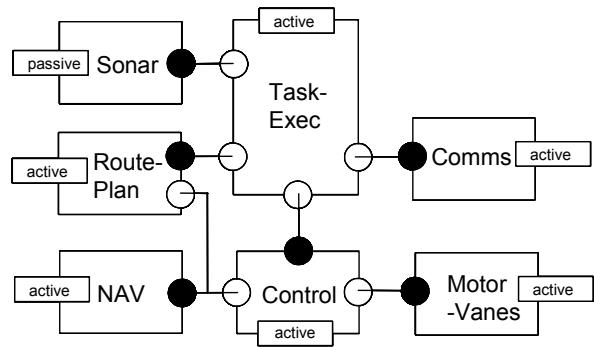 active
passive
Sonar
Task-
Exec
active
Route-
Plan
Comms
active
active
NAV
Control
active
Motor
-Vanes
active